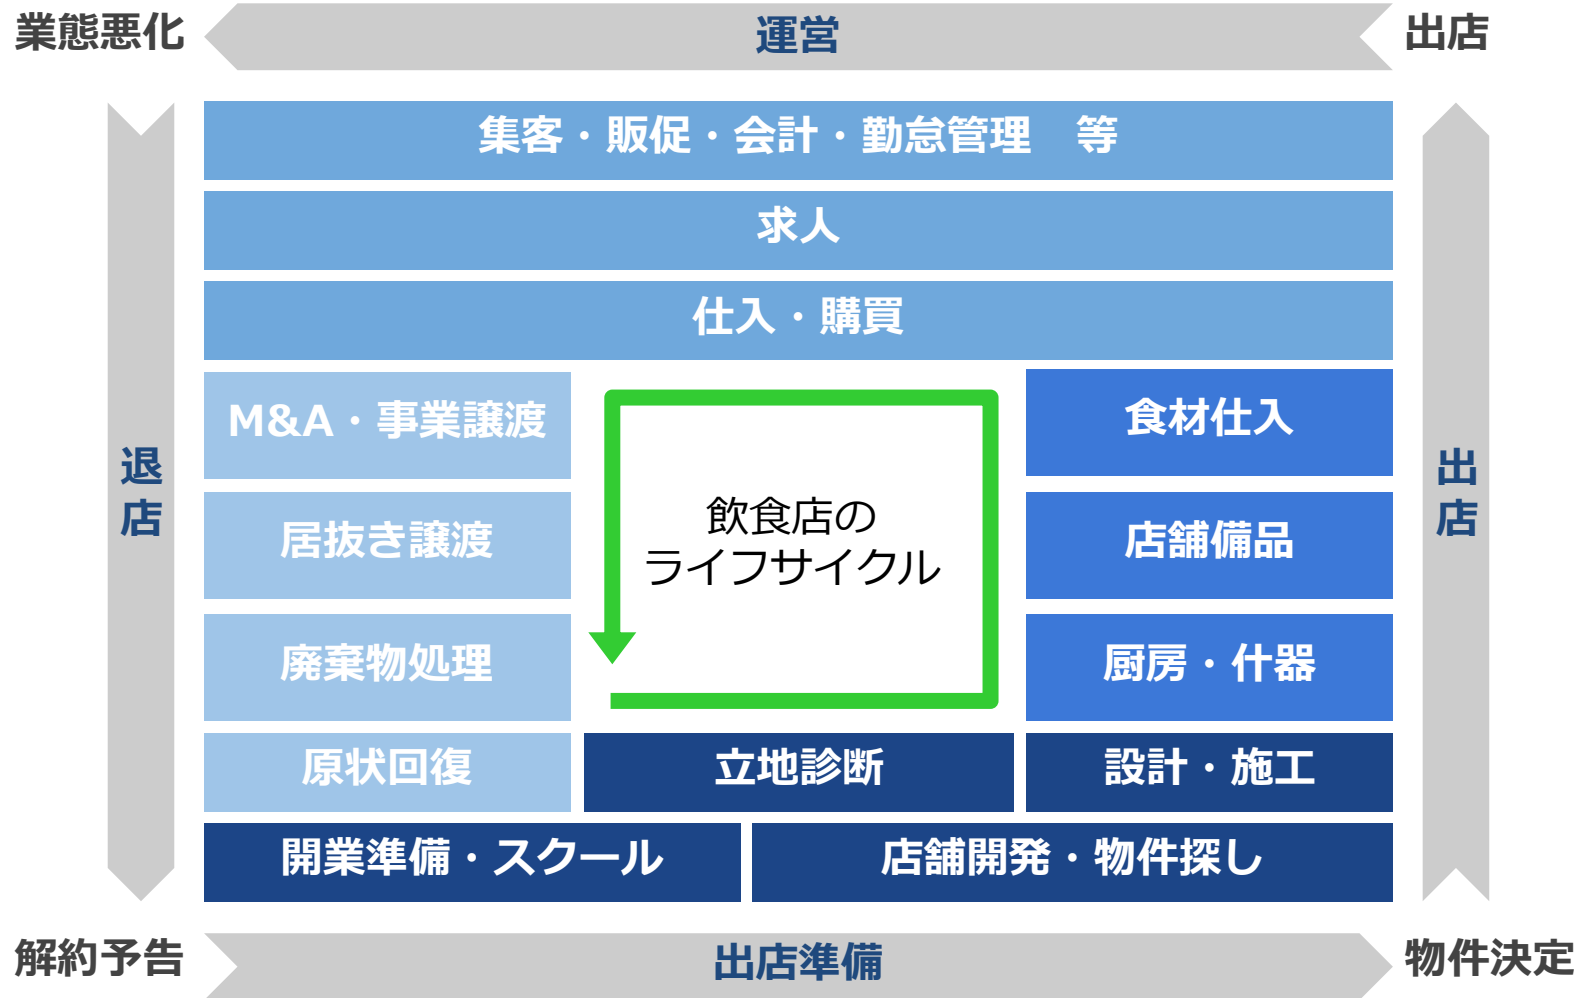 業態悪化
運営
出店
集客・販促・会計・勤怠管理　等
求人
仕入・購買
M&A・事業譲渡
食材仕入
退店
飲食店の
ライフサイクル
出店
居抜き譲渡
店舗備品
廃棄物処理
厨房・什器
原状回復
立地診断
設計・施工
開業準備・スクール
店舗開発・物件探し
解約予告
出店準備
物件決定